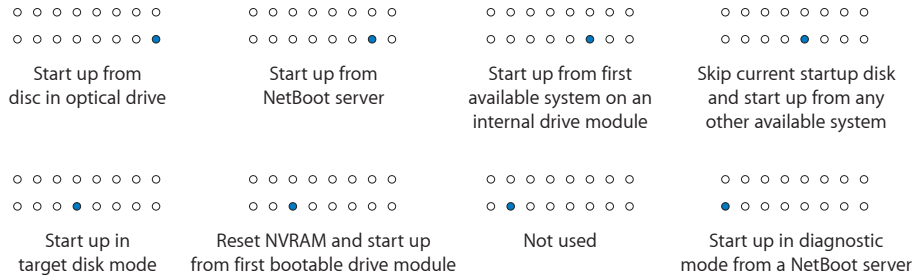 Start up from
disc in optical drive
Start up from
NetBoot server
Start up from first
available system on an
internal drive module
Skip current startup disk
and start up from any
other available system
Start up in
target disk mode
Reset NVRAM and start up
from first bootable drive module
Not used
Start up in diagnostic
mode from a NetBoot server